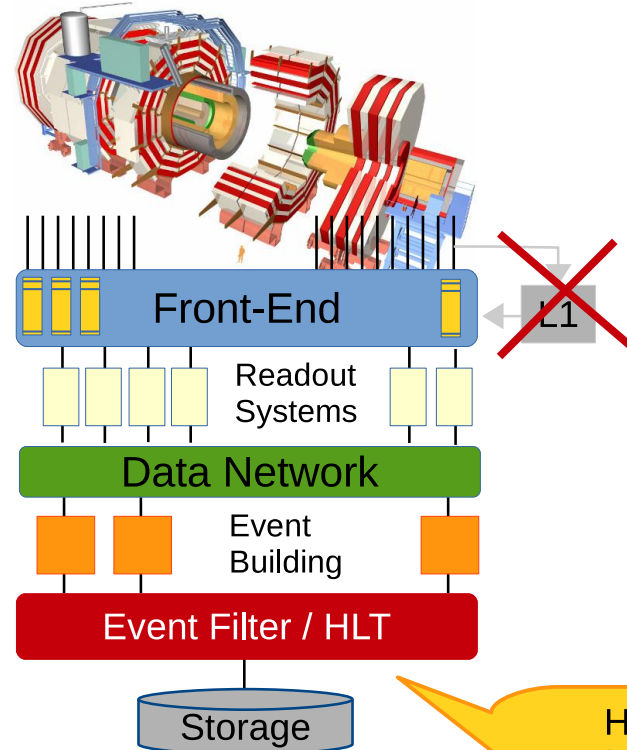 Front-End
L1
Readout
Systems
Data Network
Event
Building
Event Filter / HLT
Storage
H